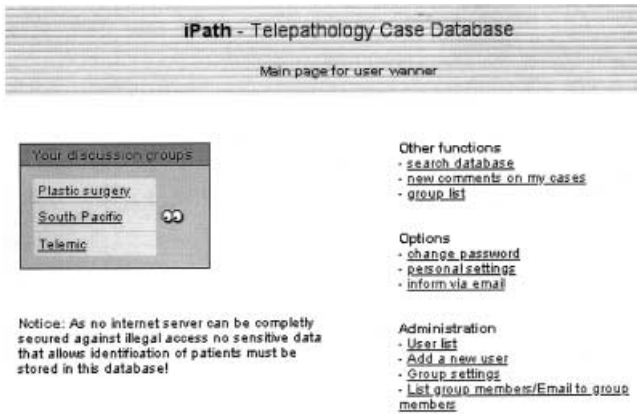 iPath - Telepathology Case Database
Main page for user wanner
Your discussion groups
Plastic surgery
South Pacific
Telemic
Notice: As no internet server can be completly
secured against illegal access no sensitive data
that allows identification of patients must be
stored in this database!
Other functions
- search database
- new comments on my cases
- group list
Options
- change password
- personal settings
- inform via email
Administration
- User list
- Add a new user
- Group settings
- List group members/Email to group
members